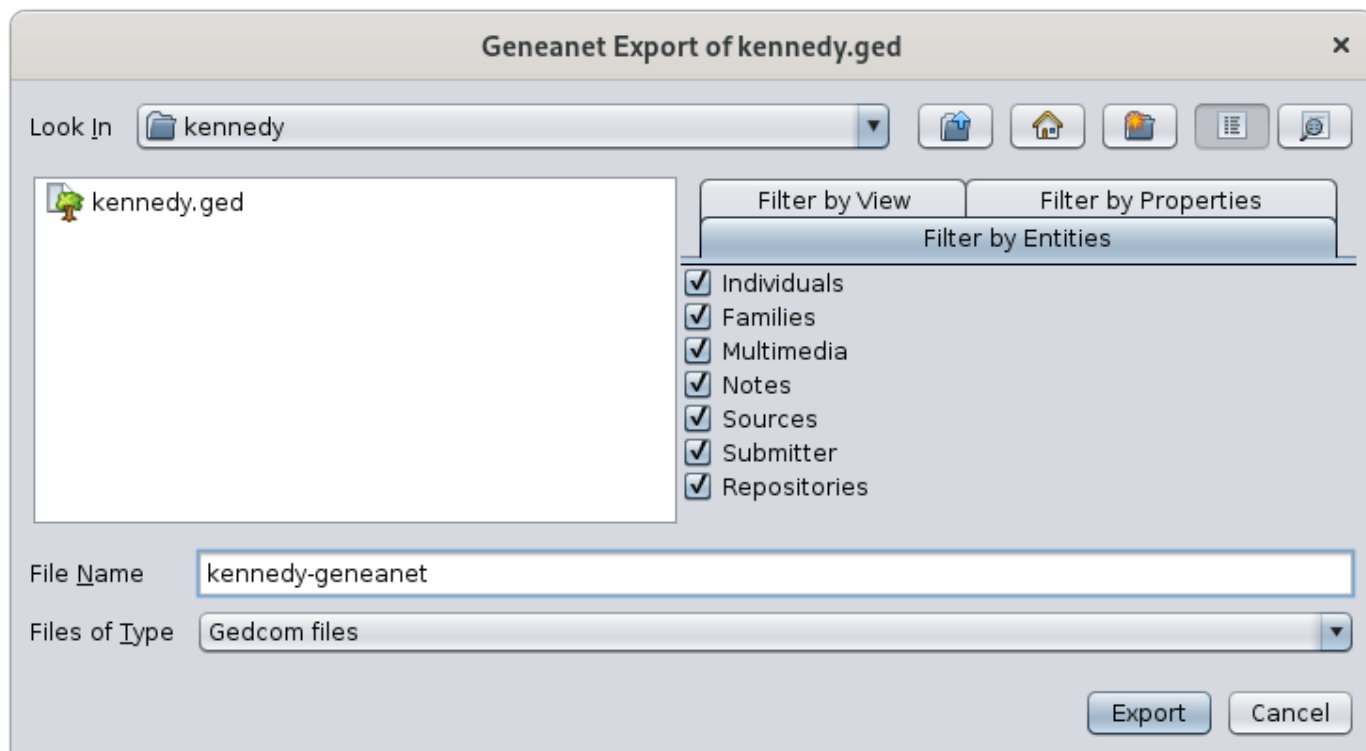 Geneanet Export of kennedy.ged
Look In kennedy
kennedy.ged
Filter by View Filter by Properties
Filter by Entities
Individuals
Families
Multimedia
Notes
Sources
Submitter
Repositories
File Name kennedy-geneanet
Files of Type Gedcom files
Export Cancel